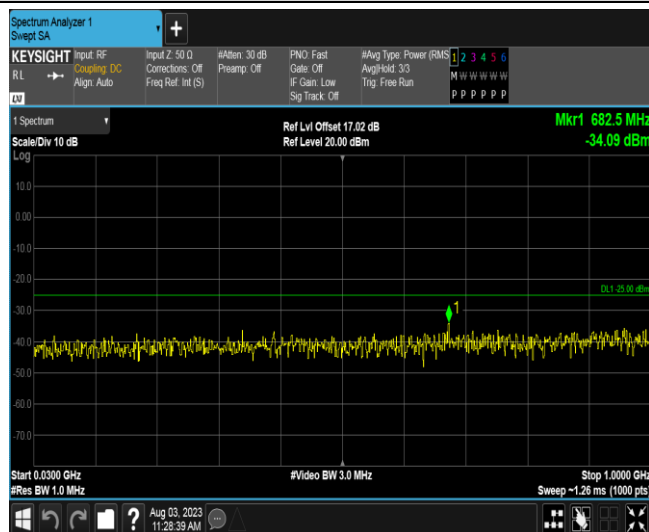 Spectrum Analyzer 1
Swept SA
+
KEYSIGHT Input: RF Input Z: 50 Ω #Atten: 30 dB PNO: Fast #Avg Type: Power (RMS 1 2 3 4 5 6
RL Coupling: DC Corrections: Off Preamp: Off Gate: Off Avg|Hold: 3/3 M W W W W W
Align: Auto Freq Ref: Int (S) IF Gain: Low Trig: Free Run
Sig Track: Off P P P P P P
LXI
1 Spectrum Ref Lvl Offset 17.02 dB Mkr1 682.5 MHz
Scale/Div 10 dB Ref Level 20.00 dBm -34.09 dBm
Log
10.0
0.00
-10.0
-20.0
DL1 -25.00 dBm
-30.0
1
-40.0
-50.0
-60.0
-70.0
Start 0.0300 GHz #Video BW 3.0 MHz Stop 1.0000 GHz
#Res BW 1.0 MHz Sweep ~1.26 ms (1000 pts)
? Aug 03, 2023
11:28:39 AM